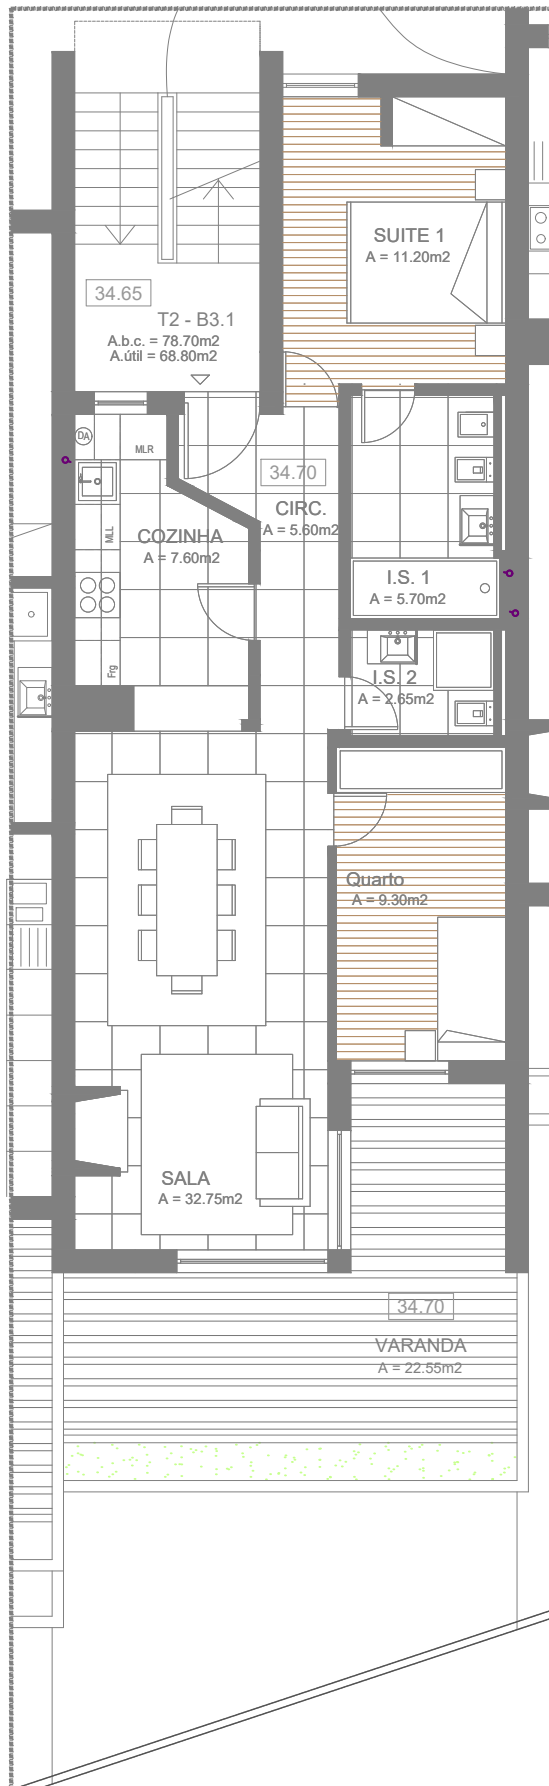 SUITE 1
A = 11.20m2
34.65
T2 - B3.1
A.b.c. = 78.70m2
A.útil = 68.80m2
DA
MLR
34.70
CIRC.
A = 5.60m2
COZINHA
A = 7.60m2
MLL
I.S. 1
A = 5.70m2
Frg
I.S. 2
A = 2.65m2
Quarto
A = 9.30m2
SALA
A = 32.75m2
34.70
VARANDA
A = 22.55m2